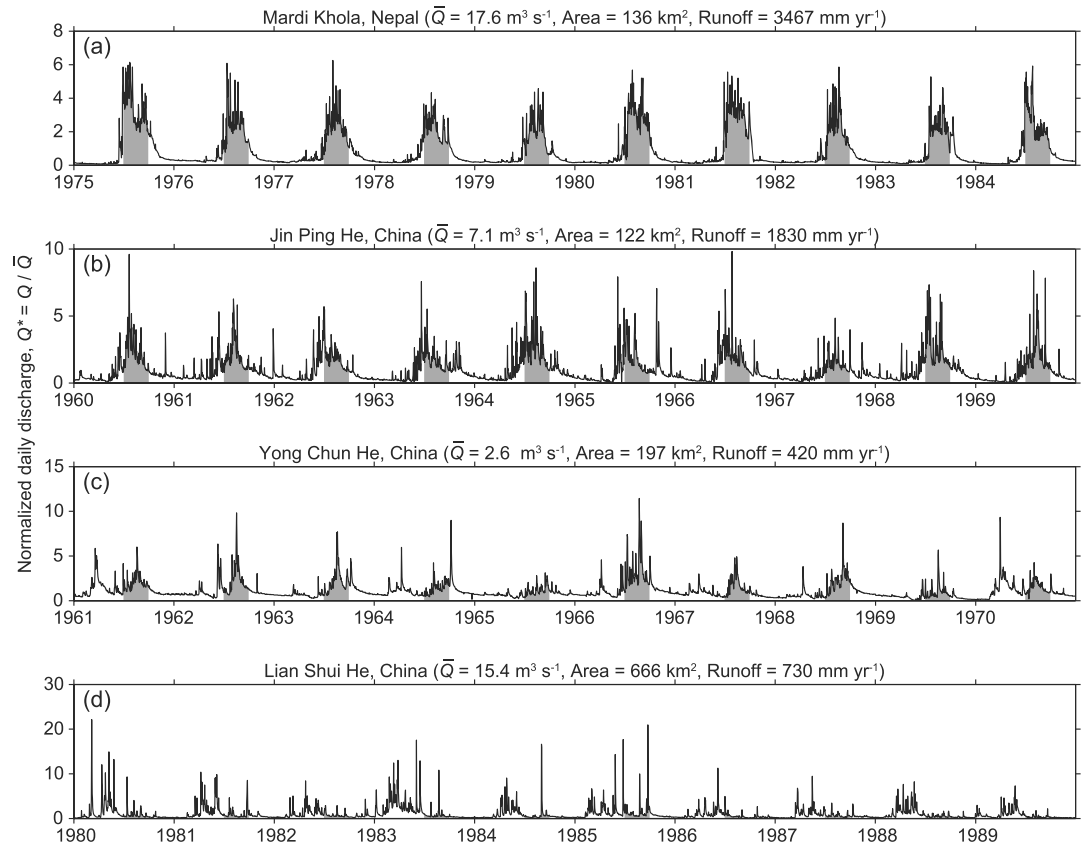 Mardi Khola, Nepal (Q̅ = 17.6 m³ s⁻¹, Area = 136 km², Runoff = 3467 mm yr⁻¹)
(a)
8
6
4
2
0
1975 1976 1977 1978 1979 1980 1981 1982 1983 1984
Normalized daily discharge, Q* = Q / Q̅
Jin Ping He, China (Q̅ = 7.1 m³ s⁻¹, Area = 122 km², Runoff = 1830 mm yr⁻¹)
(b)
10
5
0
1960 1961 1962 1963 1964 1965 1966 1967 1968 1969
Yong Chun He, China (Q̅ = 2.6 m³ s⁻¹, Area = 197 km², Runoff = 420 mm yr⁻¹)
(c)
15
10
5
0
1961 1962 1963 1964 1965 1966 1967 1968 1969 1970
Lian Shui He, China (Q̅ = 15.4 m³ s⁻¹, Area = 666 km², Runoff = 730 mm yr⁻¹)
(d)
30
20
10
0
1980 1981 1982 1983 1984 1985 1986 1987 1988 1989